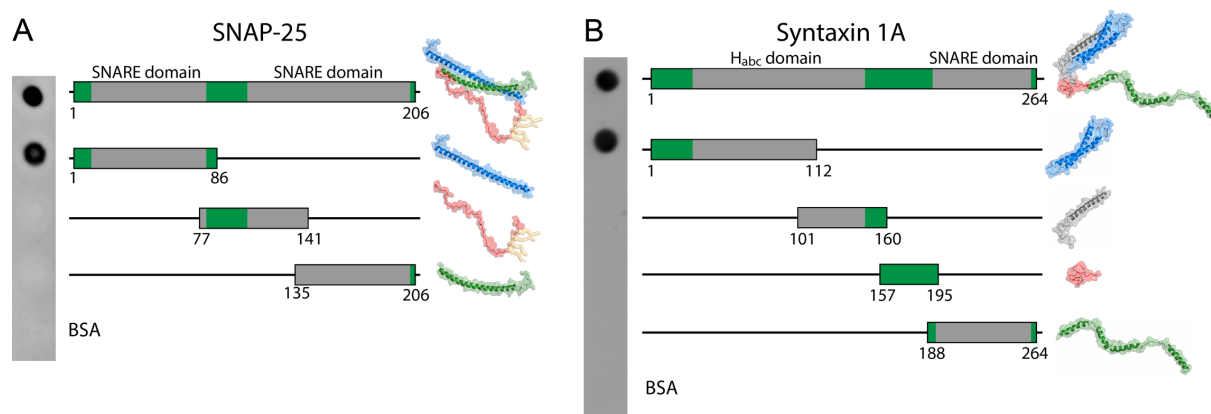 A
SNAP-25
SNARE domain SNARE domain
1 206
1 86
77 141
135 206
BSA
B
Syntaxin 1A
Habc domain SNARE domain
1 264
1 112
101 160
157 195
188 264
BSA